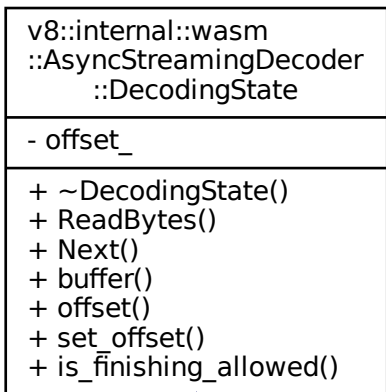 v8::internal::wasm
::AsyncStreamingDecoder
::DecodingState
- offset_
+ ~DecodingState()
+ ReadBytes()
+ Next()
+ buffer()
+ offset()
+ set_offset()
+ is_finishing_allowed()